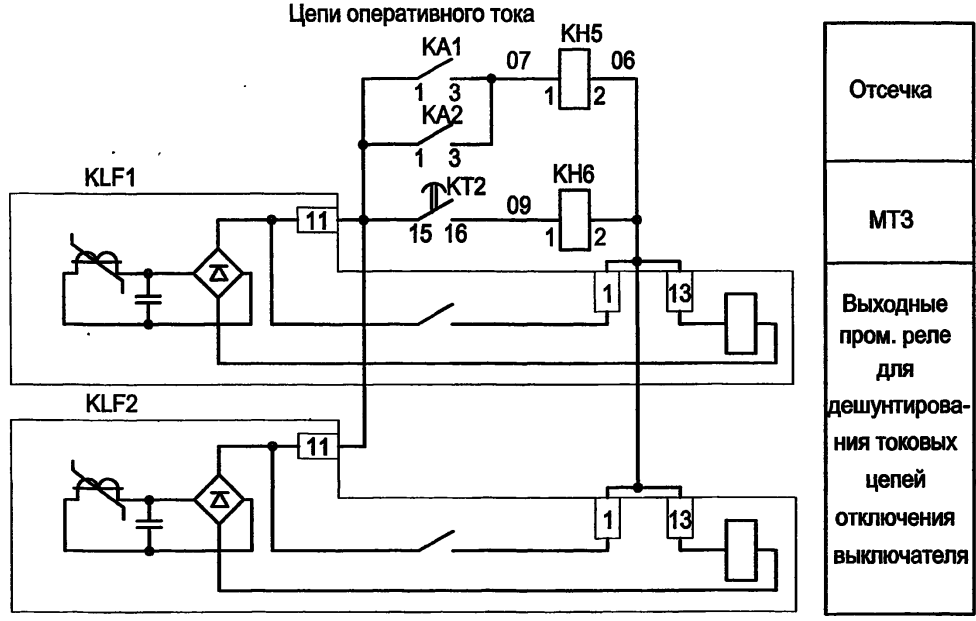 Цепи оперативного тока
KA1
1 3
07
KH5
1 2
06
KA2
1 3
KLF1
11
KT2
15 16
09
KH6
1 2
1
13
KLF2
11
1
13
Отсечка
МТЗ
Выходные
пром. реле
для
дешунтирова-
ния токовых
цепей
отключения
выключателя